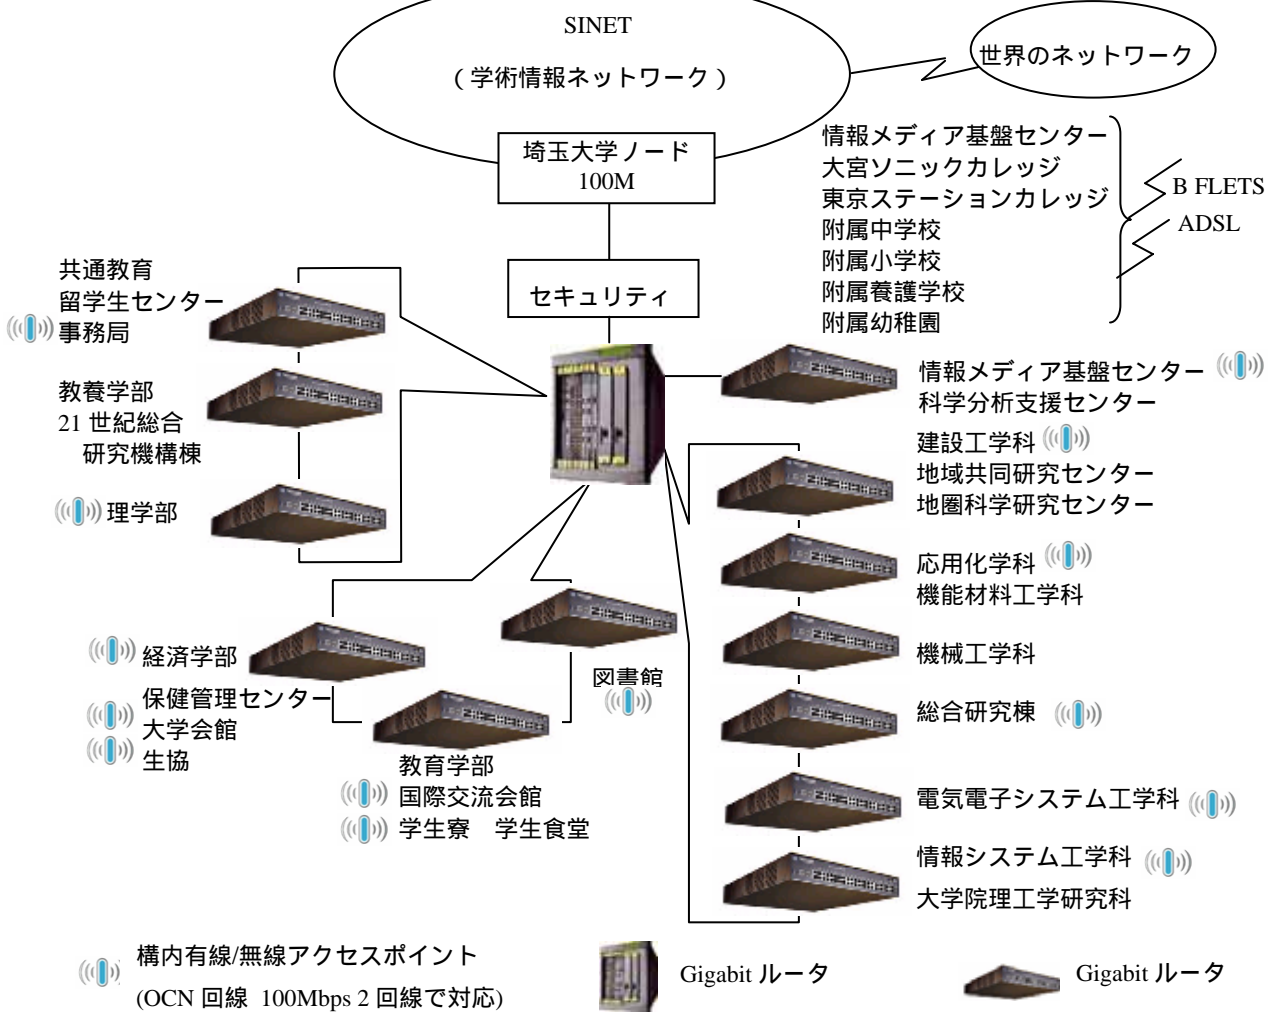 SINET
（学術情報ネットワーク）
世界のネットワーク
埼玉大学ノード
100M
情報メディア基盤センター
大宮ソニックカレッジ
東京ステーションカレッジ
附属中学校
附属小学校
附属養護学校
附属幼稚園
B FLETS
ADSL
セキュリティ
共通教育
留学生センター
事務局
教養学部
21 世紀総合
研究機構棟
理学部
経済学部
保健管理センター
大学会館
生協
教育学部
国際交流会館
学生寮　学生食堂
図書館
情報メディア基盤センター
科学分析支援センター
建設工学科
地域共同研究センター
地圏科学研究センター
応用化学科
機能材料工学科
機械工学科
総合研究棟
電気電子システム工学科
情報システム工学科
大学院理工学研究科
構内有線/無線アクセスポイント
(OCN 回線 100Mbps 2 回線で対応)
Gigabit ルータ
Gigabit ルータ